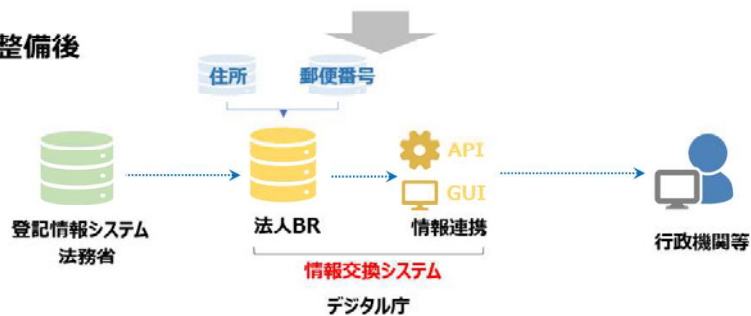 整備後
住所
郵便番号
API
GUI
登記情報システム
法務省
法人BR
情報連携
行政機関等
情報交換システム
デジタル庁